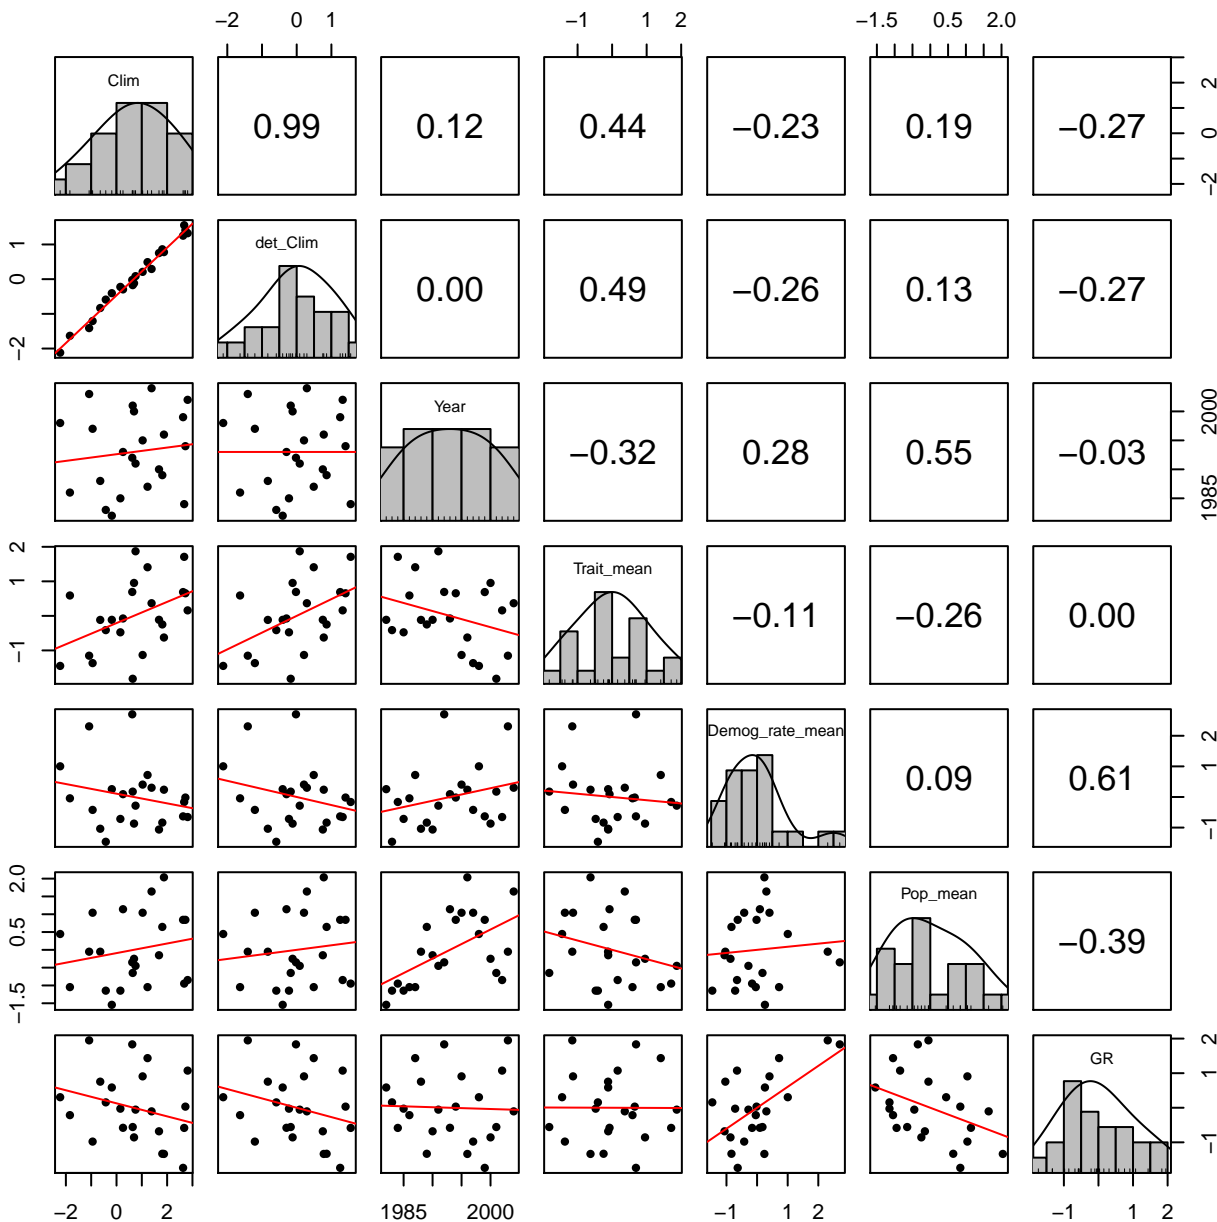 −2 0 1 −1 1 2 −1.5 0.5 2.0
Clim 0.99 0.12 0.44 −0.23 0.19 −0.27 −2 0 2
−2 0 1 det_Clim 0.00 0.49 −0.26 0.13 −0.27
Year −0.32 0.28 0.55 −0.03 1985 2000
−1 1 2 Trait_mean −0.11 −0.26 0.00
Demog_rate_mean 0.09 0.61 −1 1 2
−1.5 0.5 2.0 Pop_mean −0.39
GR −1 1 2
−2 0 2 1985 2000 −1 1 2 −1 1 2